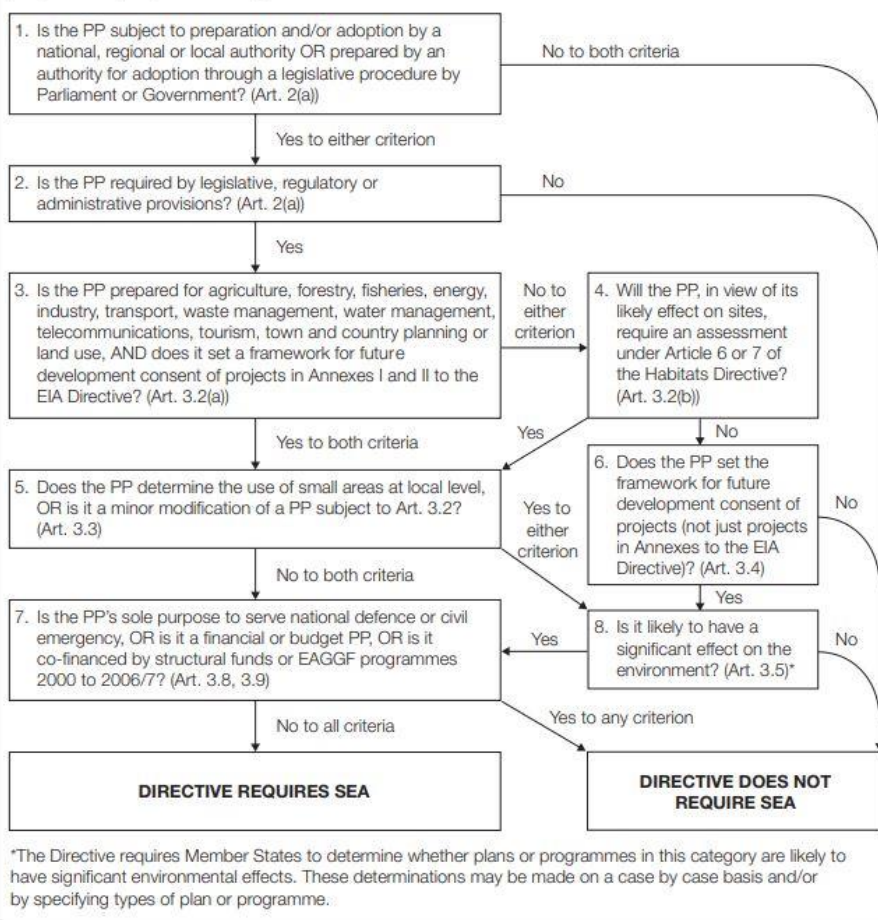 1. Is the PP subject to preparation and/or adoption by a
national, regional or local authority OR prepared by an
authority for adoption through a legislative procedure by
Parliament or Government? (Art. 2(a))
No to both criteria
Yes to either criterion
2. Is the PP required by legislative, regulatory or
administrative provisions? (Art. 2(a))
No
Yes
3. Is the PP prepared for agriculture, forestry, fisheries, energy,
industry, transport, waste management, water management,
telecommunications, tourism, town and country planning or
land use, AND does it set a framework for future
development consent of projects in Annexes I and II to the
EIA Directive? (Art. 3.2(a))
No to
either
criterion
4. Will the PP, in view of its
likely effect on sites,
require an assessment
under Article 6 or 7 of
the Habitats Directive?
(Art. 3.2(b))
Yes to both criteria
Yes
No
5. Does the PP determine the use of small areas at local level,
OR is it a minor modification of a PP subject to Art. 3.2?
(Art. 3.3)
Yes to
either
criterion
6. Does the PP set the
framework for future
development consent of
projects (not just projects
in Annexes to the EIA
Directive)? (Art. 3.4)
No
No to both criteria
Yes
7. Is the PP's sole purpose to serve national defence or civil
emergency, OR is it a financial or budget PP, OR is it
co-financed by structural funds or EAGGF programmes
2000 to 2006/7? (Art. 3.8, 3.9)
Yes
8. Is it likely to have a
significant effect on the
environment? (Art. 3.5)*
No
No to all criteria
Yes to any criterion
DIRECTIVE REQUIRES SEA
DIRECTIVE DOES NOT
REQUIRE SEA
*The Directive requires Member States to determine whether plans or programmes in this category are likely to
have significant environmental effects. These determinations may be made on a case by case basis and/or
by specifying types of plan or programme.